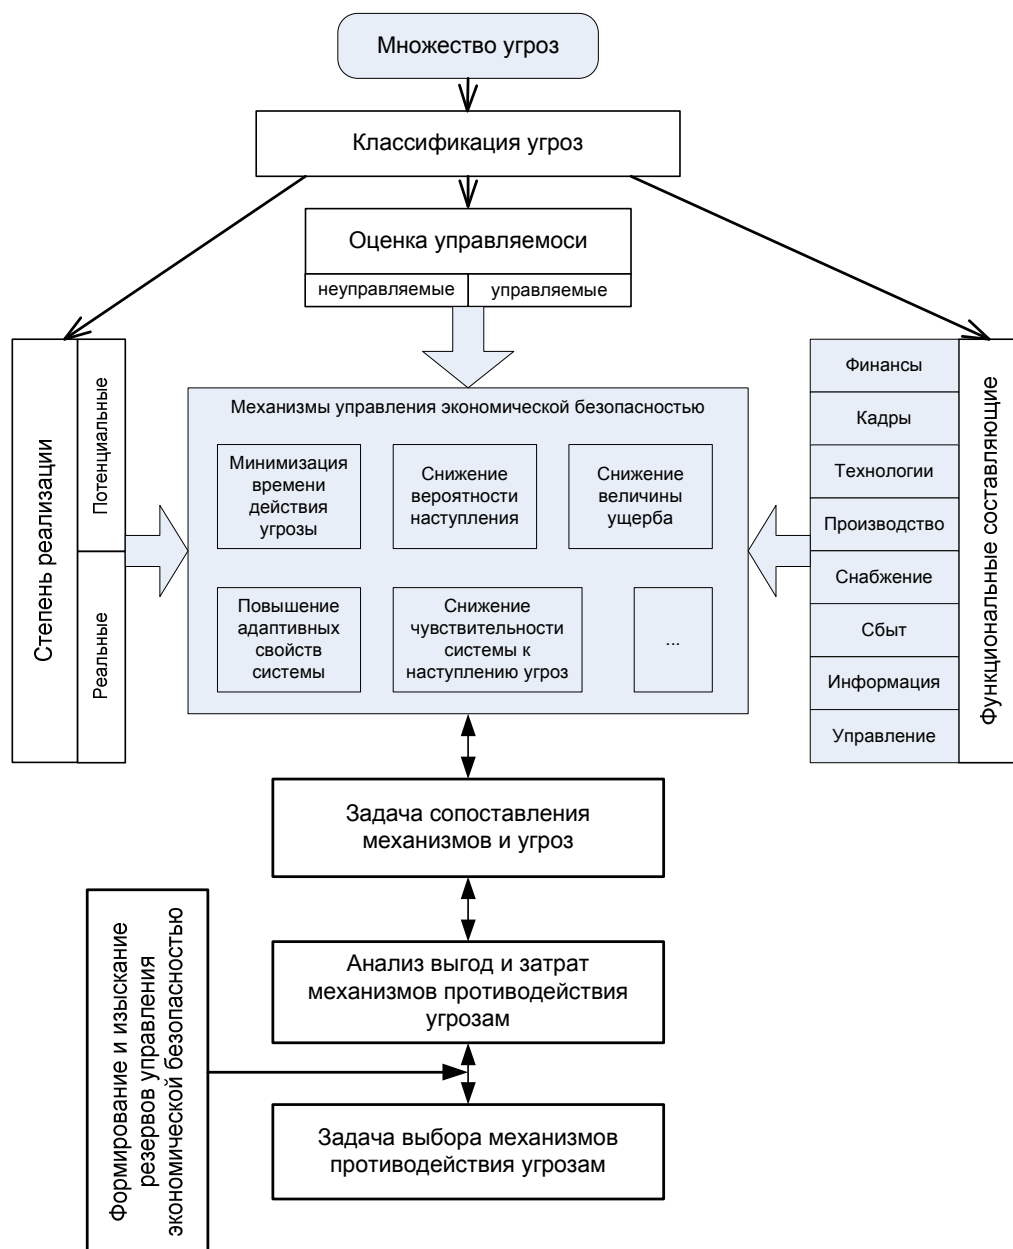 Множество угроз
Классификация угроз
Оценка управляемоси
неуправляемые
управляемые
Степень реализации
Потенциальные
Реальные
Механизмы управления экономической безопасностью
Минимизация
времени
действия
угрозы
Снижение
вероятности
наступления
Снижение
величины
ущерба
Повышение
адаптивных
свойств
системы
Снижение
чувствительности
системы к
наступлению угроз
...
Финансы
Кадры
Технологии
Производство
Снабжение
Сбыт
Информация
Управление
Функциональные составляющие
Задача сопоставления
механизмов и угроз
Анализ выгод и затрат
механизмов противодействия
угрозам
Формирование и изыскание
резервов управления
экономической безопасностью
Задача выбора механизмов
противодействия угрозам